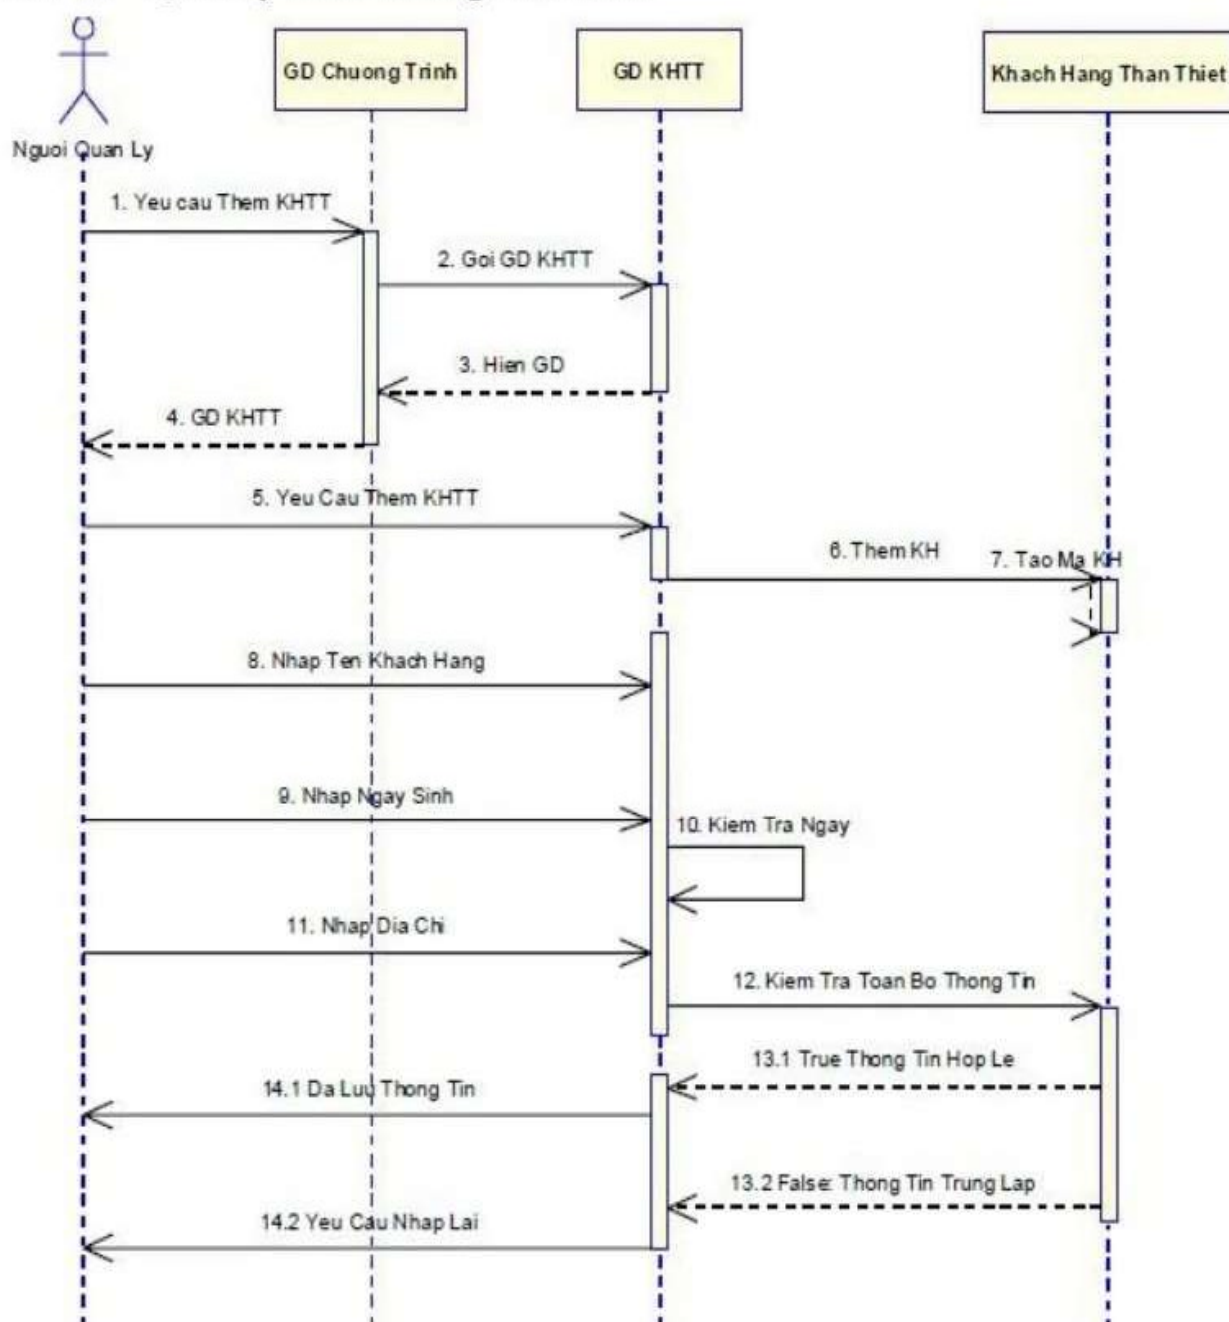 GD Chuong Trinh
GD KHTT
Khach Hang Than Thiet
Nguoi Quan Ly
1. Yeu cau Them KHTT
2. Goi GD KHTT
3. Hien GD
4. GD KHTT
5. Yeu Cau Them KHTT
6. Them KH
7. Tao Ma KH
8. Nhap Ten Khach Hang
9. Nhap Ngay Sinh
10. Kiem Tra Ngay
11. Nhap Dia Chi
12. Kiem Tra Toan Bo Thong Tin
13.1 True Thong Tin Hop Le
14.1 Da Luu Thong Tin
13.2 False: Thong Tin Trung Lap
14.2 Yeu Cau Nhap Lai